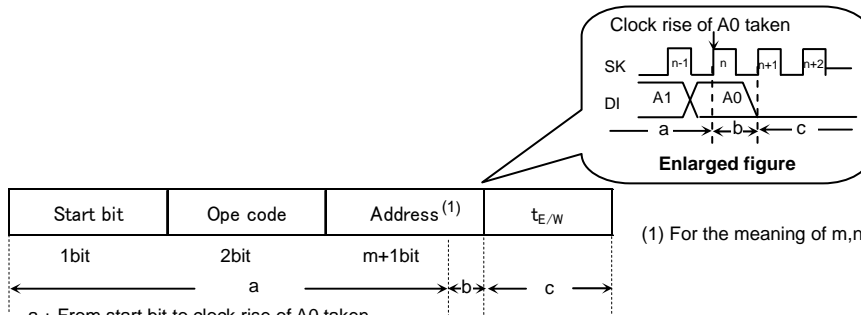 Clock rise of A0 taken
SK n-1 n n+1 n+2
DI A1 A0
a b c
Enlarged figure
Start bit Ope code Address(1) tE/W
1bit 2bit m+1bit
(1) For the meaning of m,n
a b c
a : From start bit to clock rise of A0 taken